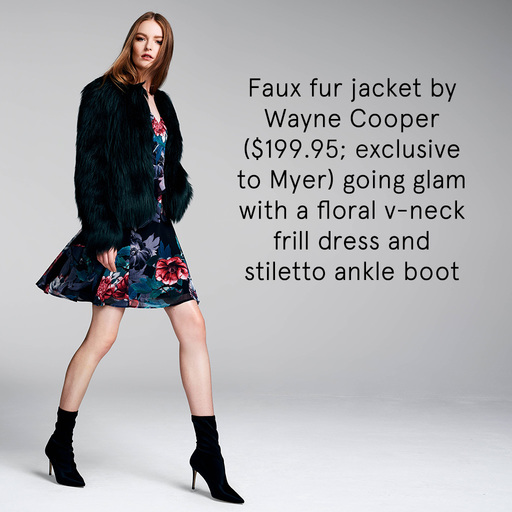 Faux fur jacket by
Wayne Cooper
($199.95; exclusive
to Myer) going glam
with a floral v-neck
frill dress and
stiletto ankle boot